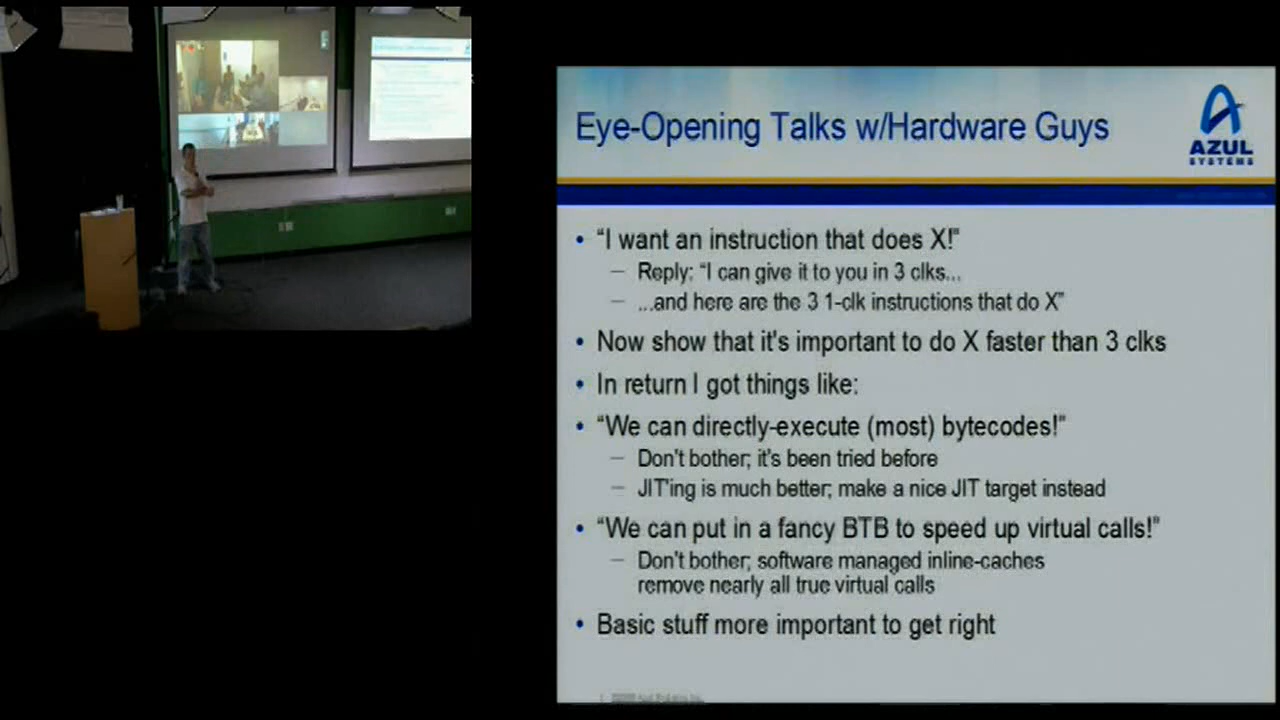 Eye-Opening Talks w/Hardware Guys
AZUL
SYSTEMS
• “I want an instruction that does X!”
– Reply: “I can give it to you in 3 clks...
– ...and here are the 3 1-clk instructions that do X”
• Now show that it's important to do X faster than 3 clks
• In return I got things like:
• “We can directly-execute (most) bytecodes!”
– Don't bother; it's been tried before
– JIT'ing is much better; make a nice JIT target instead
• “We can put in a fancy BTB to speed up virtual calls!”
– Don't bother; software managed inline-caches
remove nearly all true virtual calls
• Basic stuff more important to get right